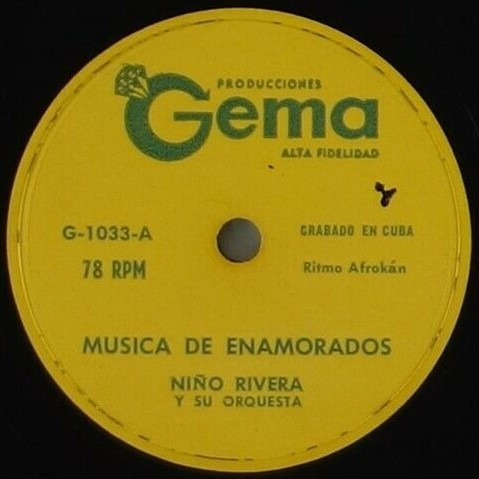 PRODUCCIONES
Gema
ALTA FIDELIDAD
G-1033-A
GRABADO EN CUBA
78 RPM
Ritmo Afrokán
MUSICA DE ENAMORADOS
NIÑO RIVERA
Y SU ORQUESTA